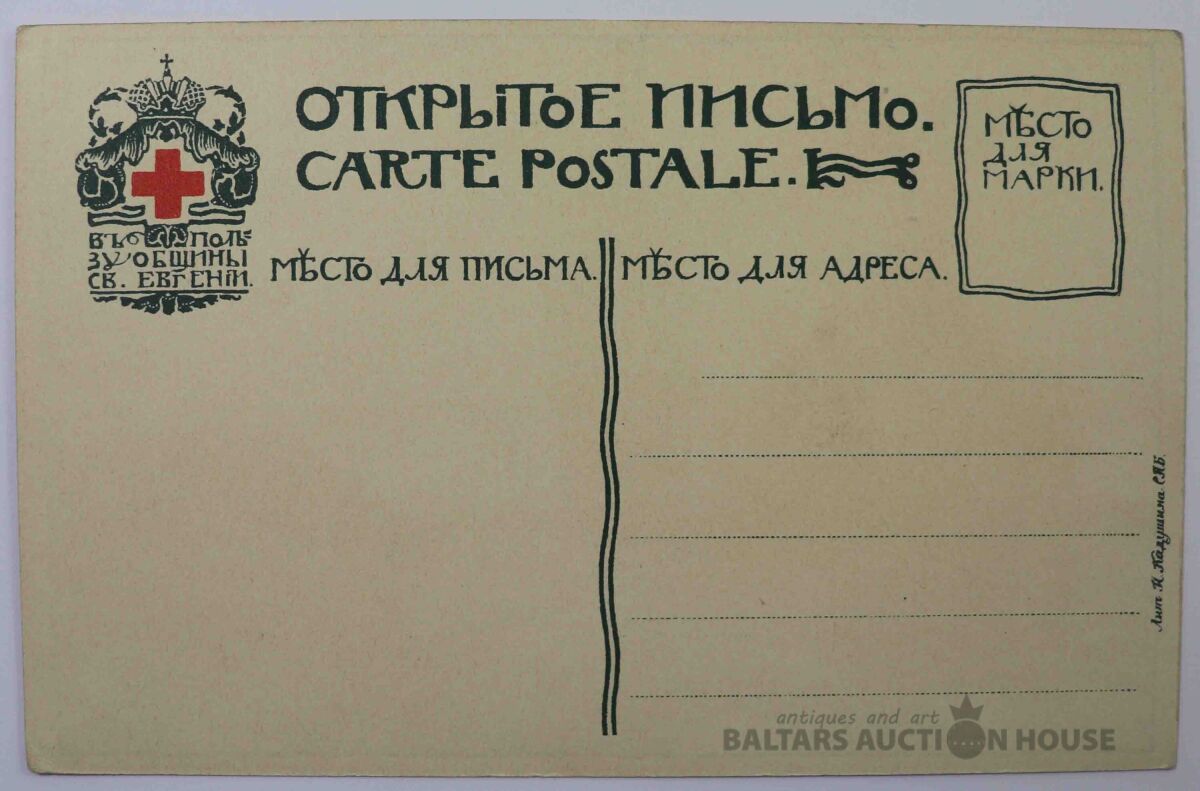 ОТКРЫТОЕ ПИСЬМО.
CARTE POSTALE.
МѢСТО
ДЛЯ
МАРКИ.
ВЪ ПОЛЬ-
ЗУ ОБЩИНЫ
СВ. ЕВГЕНІИ.
МѢСТО ДЛЯ ПИСЬМА.
МѢСТО ДЛЯ АДРЕСА.
Лит. Н. Кадушина СПБ.
antiques and art
BALTARS AUCTION HOUSE